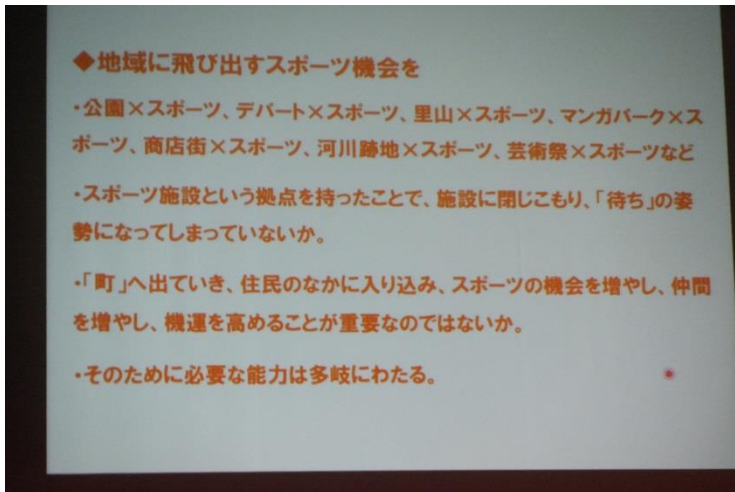 ◆地域に飛び出すスポーツ機会を
・公園×スポーツ、デパート×スポーツ、里山×スポーツ、マンガパーク×ス
ポーツ、商店街×スポーツ、河川跡地×スポーツ、芸術祭×スポーツなど
・スポーツ施設という拠点を持ったことで、施設に閉じこもり、「待ち」の姿
勢になってしまっていないか。
・「町」へ出ていき、住民のなかに入り込み、スポーツの機会を増やし、仲間
を増やし、機運を高めることが重要なのではないか。
・そのために必要な能力は多岐にわたる。